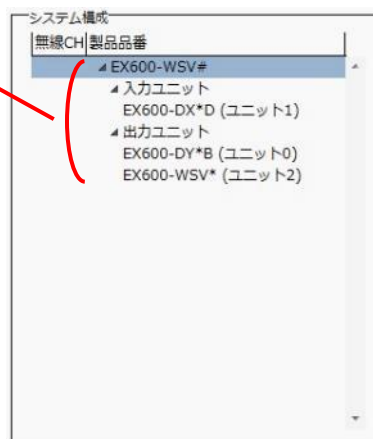 システム構成
無線CH 製品品番
EX600-WSV#
入力ユニット
EX600-DX*D (ユニット1)
出力ユニット
EX600-DY*B (ユニット0)
EX600-WSV* (ユニット2)